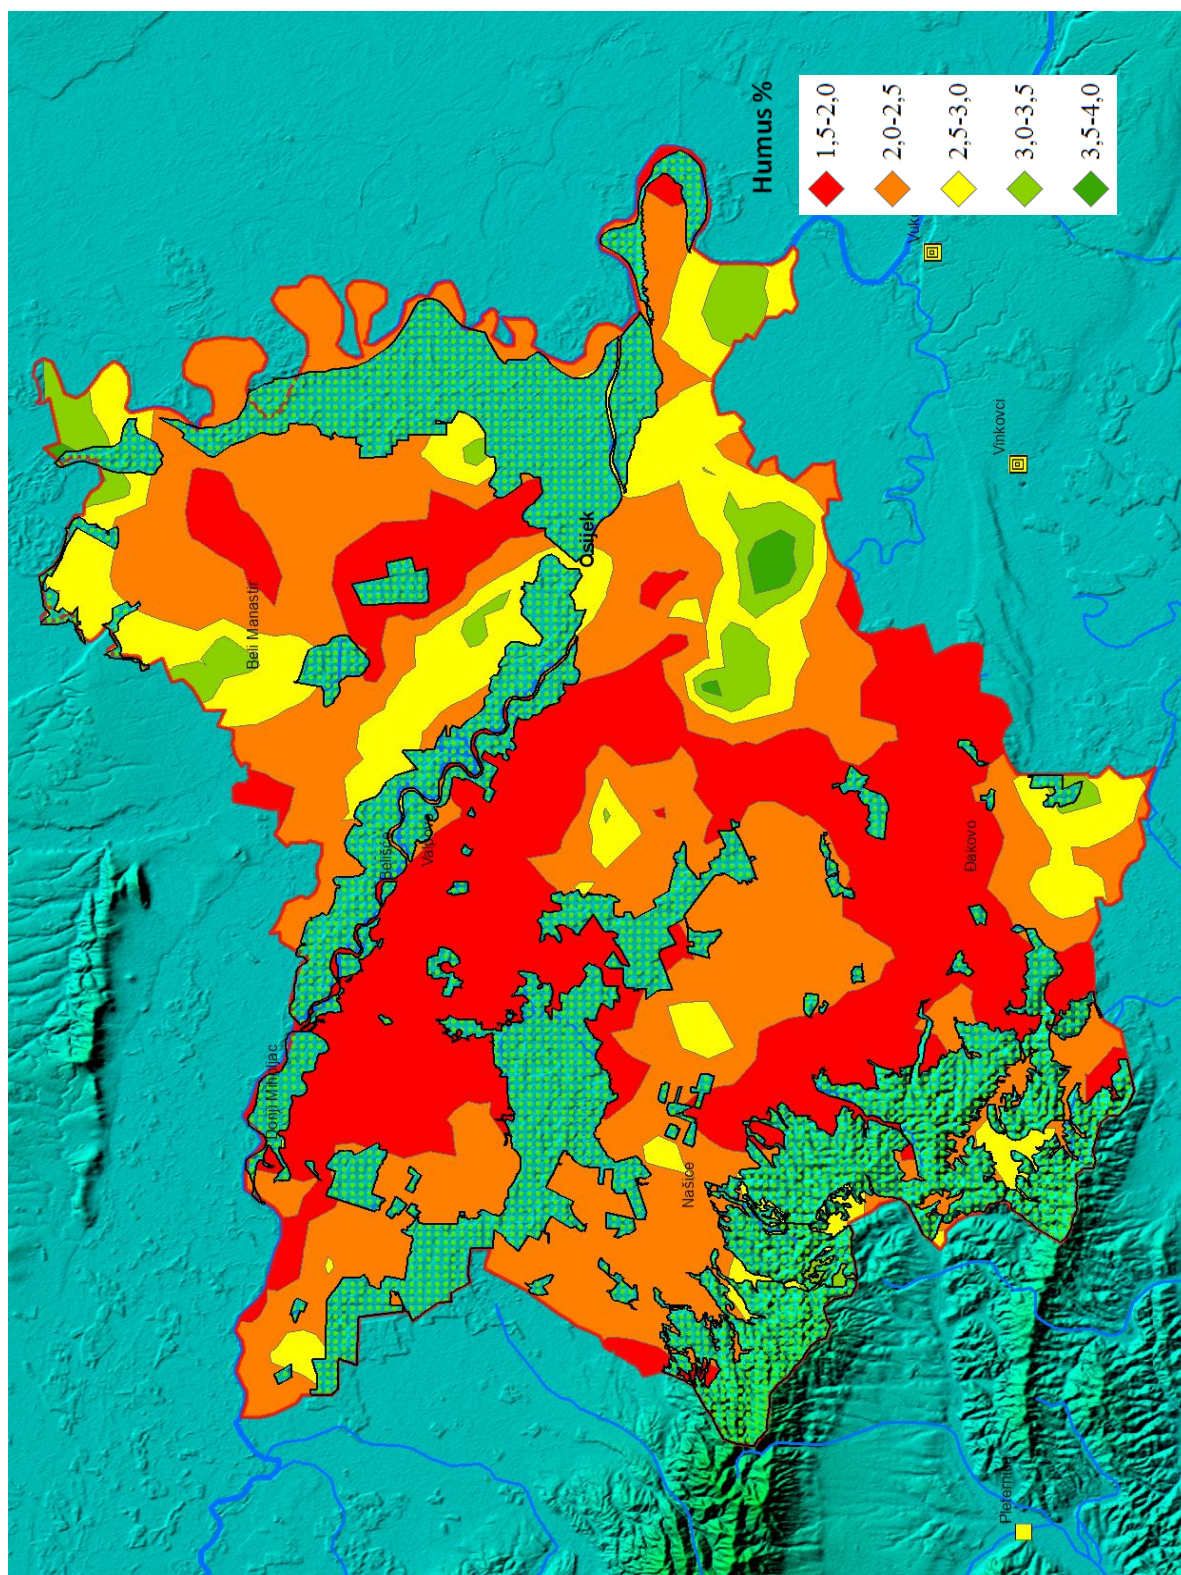 Humus %
1,5-2,0
2,0-2,5
2,5-3,0
3,0-3,5
3,5-4,0
Beli Manastir
Donji Miholjac
Belišće
Osijek
Našice
Đakovo
Vinkovci
Pleternica